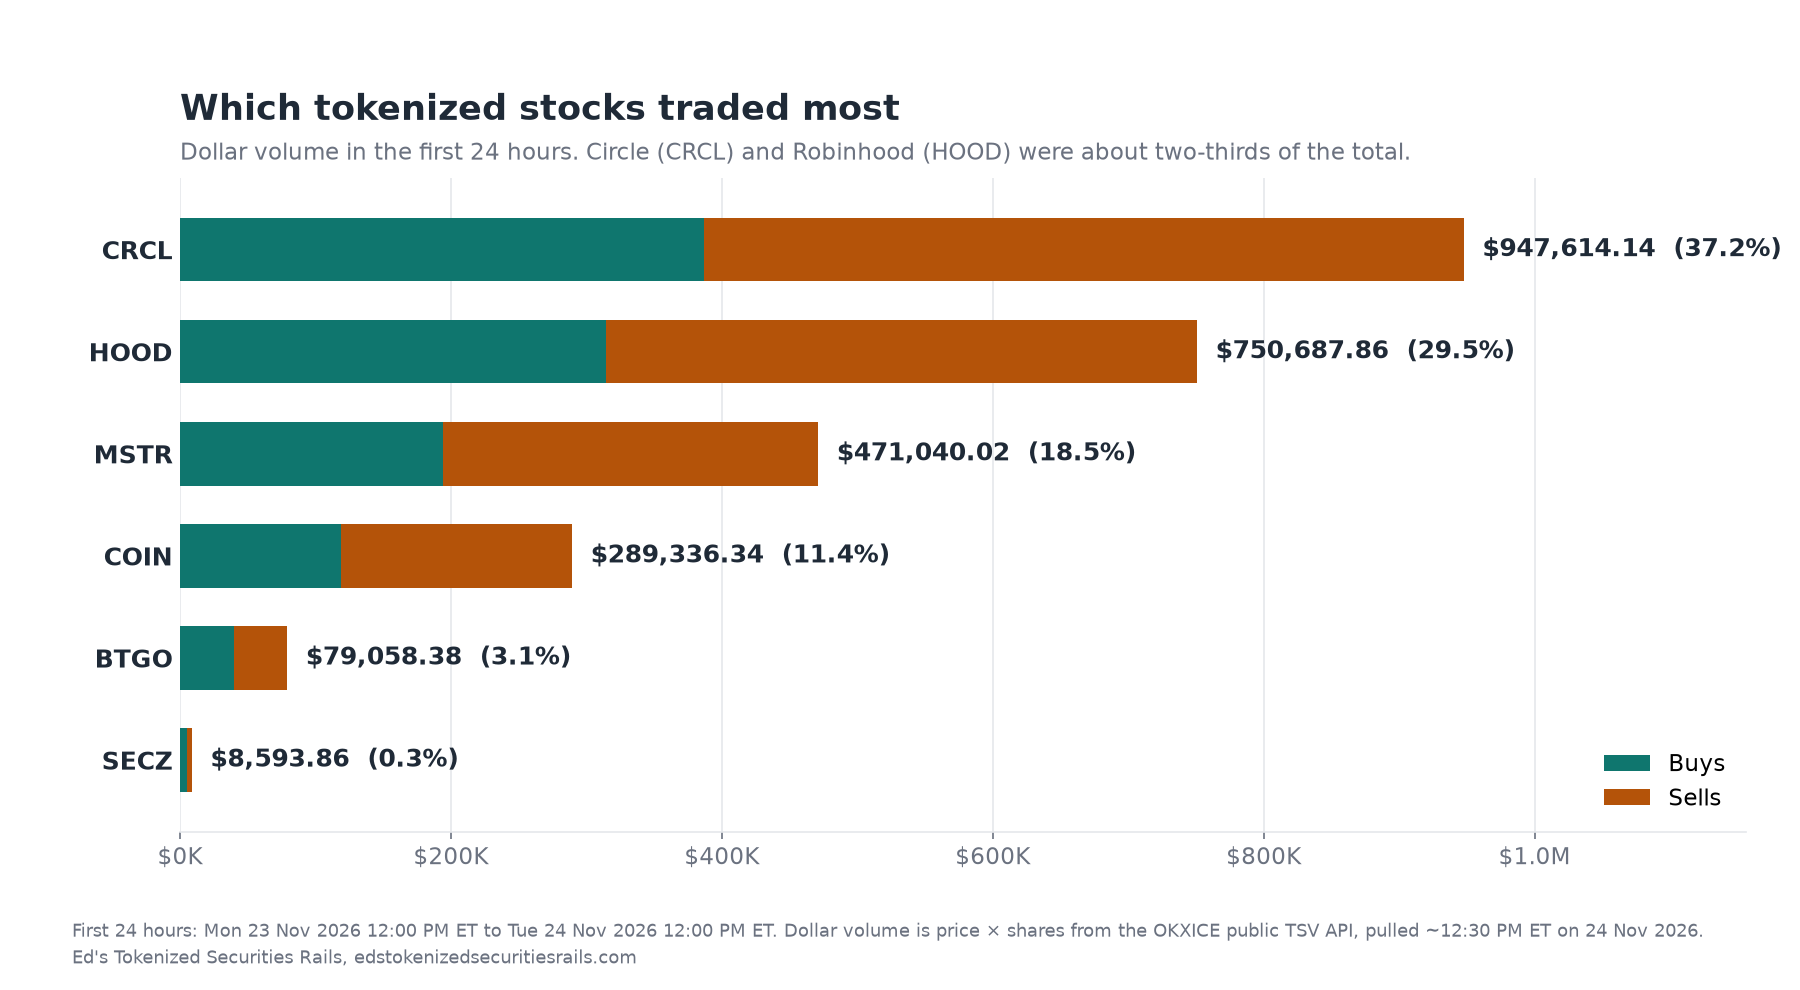 Which tokenized stocks traded most
Dollar volume in the first 24 hours. Circle (CRCL) and Robinhood (HOOD) were about two-thirds of the total.
CRCL $947,614.14 (37.2%)
HOOD $750,687.86 (29.5%)
MSTR $471,040.02 (18.5%)
COIN $289,336.34 (11.4%)
BTGO $79,058.38 (3.1%)
SECZ $8,593.86 (0.3%)
Buys
Sells
$0K $200K $400K $600K $800K $1.0M
First 24 hours: Mon 23 Nov 2026 12:00 PM ET to Tue 24 Nov 2026 12:00 PM ET. Dollar volume is price × shares from the OKXICE public TSV API, pulled ~12:30 PM ET on 24 Nov 2026.
Ed's Tokenized Securities Rails, edstokenizedsecuritiesrails.com